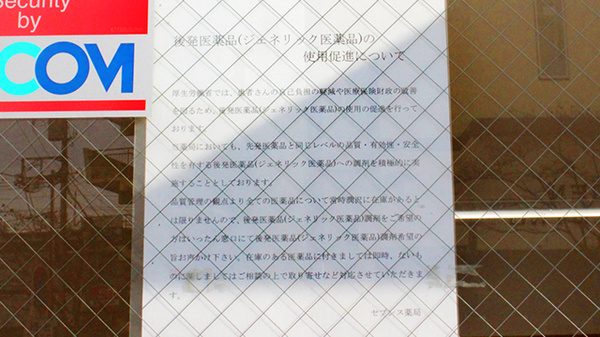 Security
by
COM
後発医薬品(ジェネリック医薬品)の
使用促進について
厚生労働省では、患者さんの自己負担の軽減や医療保険財政の改善
を図るため、後発医薬品(ジェネリック医薬品)の使用の促進を行って
おります。
当薬局においても、先発医薬品と同等レベルの品質・有効性・安全
性を有する後発医薬品(ジェネリック医薬品)への調剤を積極的に実
施することとしております。
品質管理の観点より全ての医薬品について常時潤沢に在庫があると
は限りませんので、後発医薬品(ジェネリック医薬品)調剤をご希望の
方はいったん窓口にて後発医薬品(ジェネリック医薬品)調剤希望の
旨お声かけ下さい。在庫のある医薬品に付きましては即時、ないも
のに関しましてはご相談の上で取り寄せなど対応させていただきま
す。
薬局